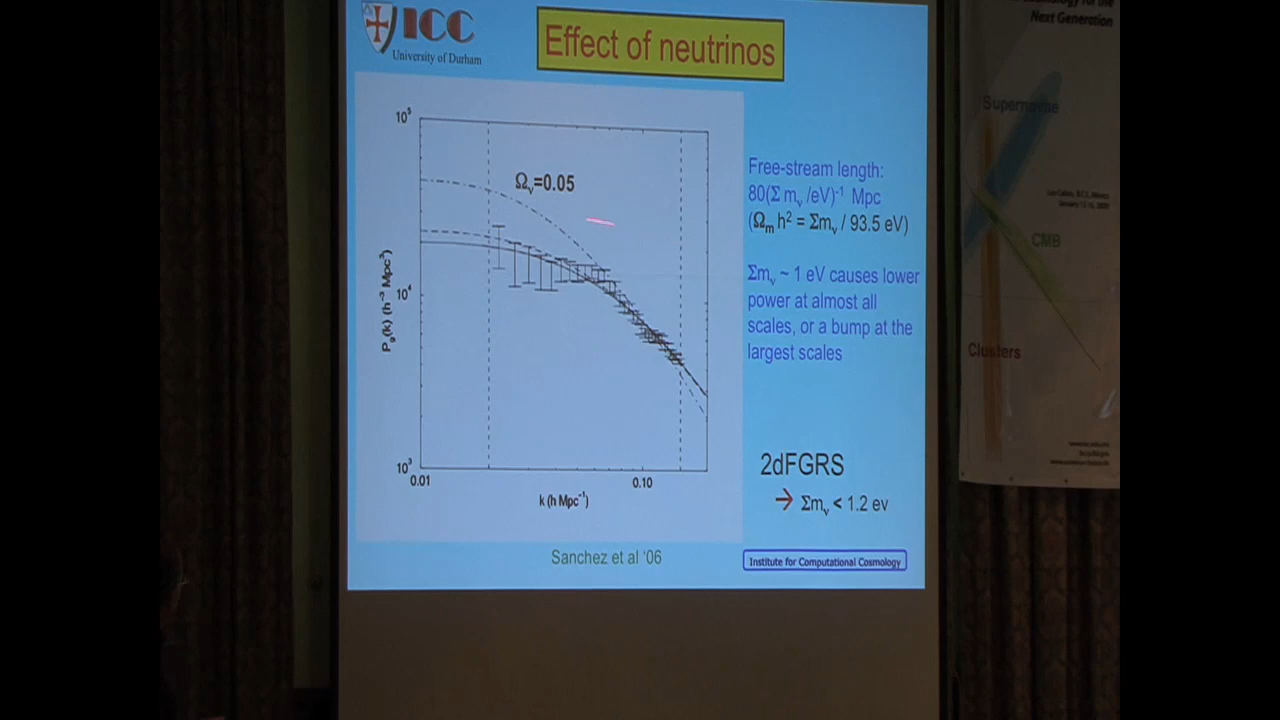 ICC
University of Durham
Effect of neutrinos
10⁵
10⁴
10³
0.01
0.10
P_g(k) (h⁻³ Mpc³)
k (h Mpc⁻¹)
Ω_ν=0.05
Free-stream length:
80(Σ m_ν /eV)⁻¹ Mpc
(Ω_m h² = Σm_ν / 93.5 eV)
Σm_ν ~ 1 eV causes lower
power at almost all
scales, or a bump at the
largest scales
2dFGRS
→ Σm_ν < 1.2 ev
Sanchez et al '06
Institute for Computational Cosmology
Cosmology for the
Next Generation
Supernovae
CMB
Clusters